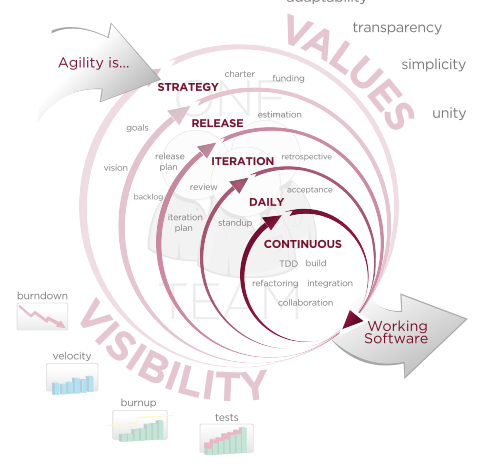 adaptability
transparency
simplicity
unity
VALUES
Agility is...
STRATEGY
charter
funding
goals
vision
RELEASE
estimation
release
plan
backlog
ITERATION
retrospective
review
acceptance
iteration
plan
DAILY
standup
CONTINUOUS
TDD build
refactoring integration
collaboration
ONE
TEAM
Working
Software
VISIBILITY
burndown
velocity
burnup
tests